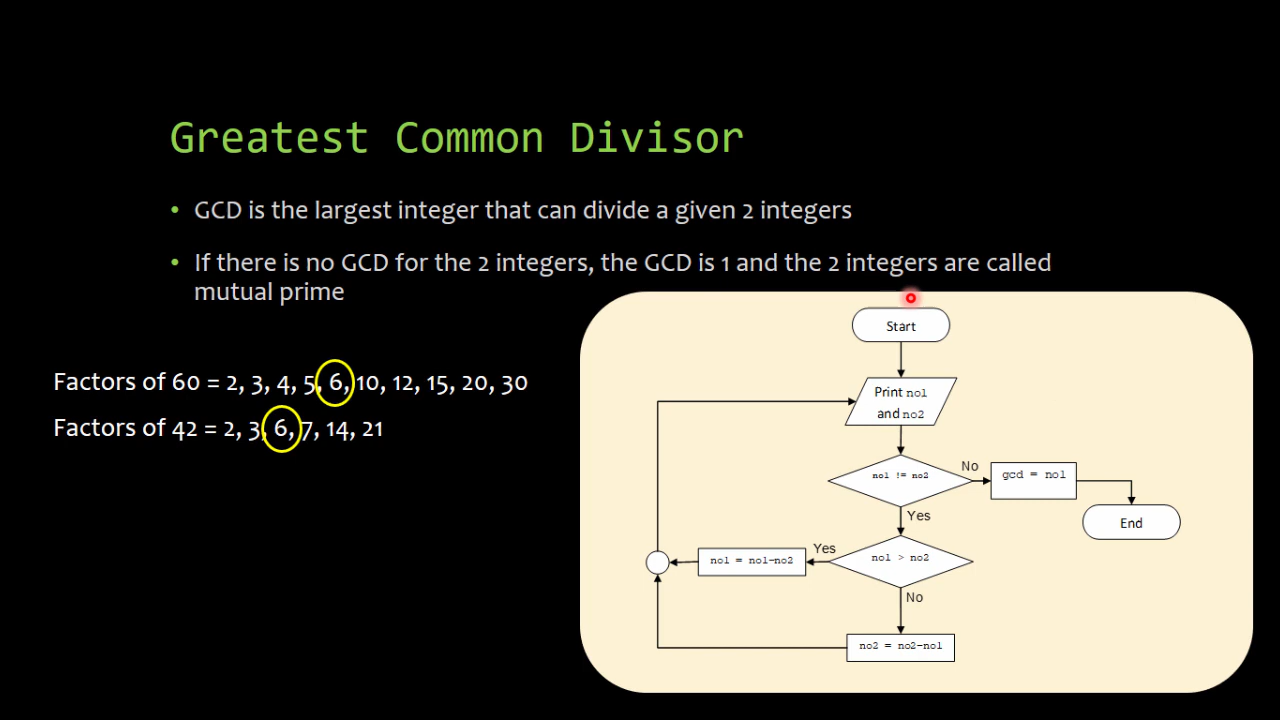 Greatest Common Divisor
• GCD is the largest integer that can divide a given 2 integers
• If there is no GCD for the 2 integers, the GCD is 1 and the 2 integers are called
mutual prime
Factors of 60 = 2, 3, 4, 5, 6, 10, 12, 15, 20, 30
Factors of 42 = 2, 3, 6, 7, 14, 21
Start
Print no1
and no2
no1 != no2
No
gcd = no1
End
Yes
no1 > no2
Yes
no1 = no1-no2
No
no2 = no2-no1